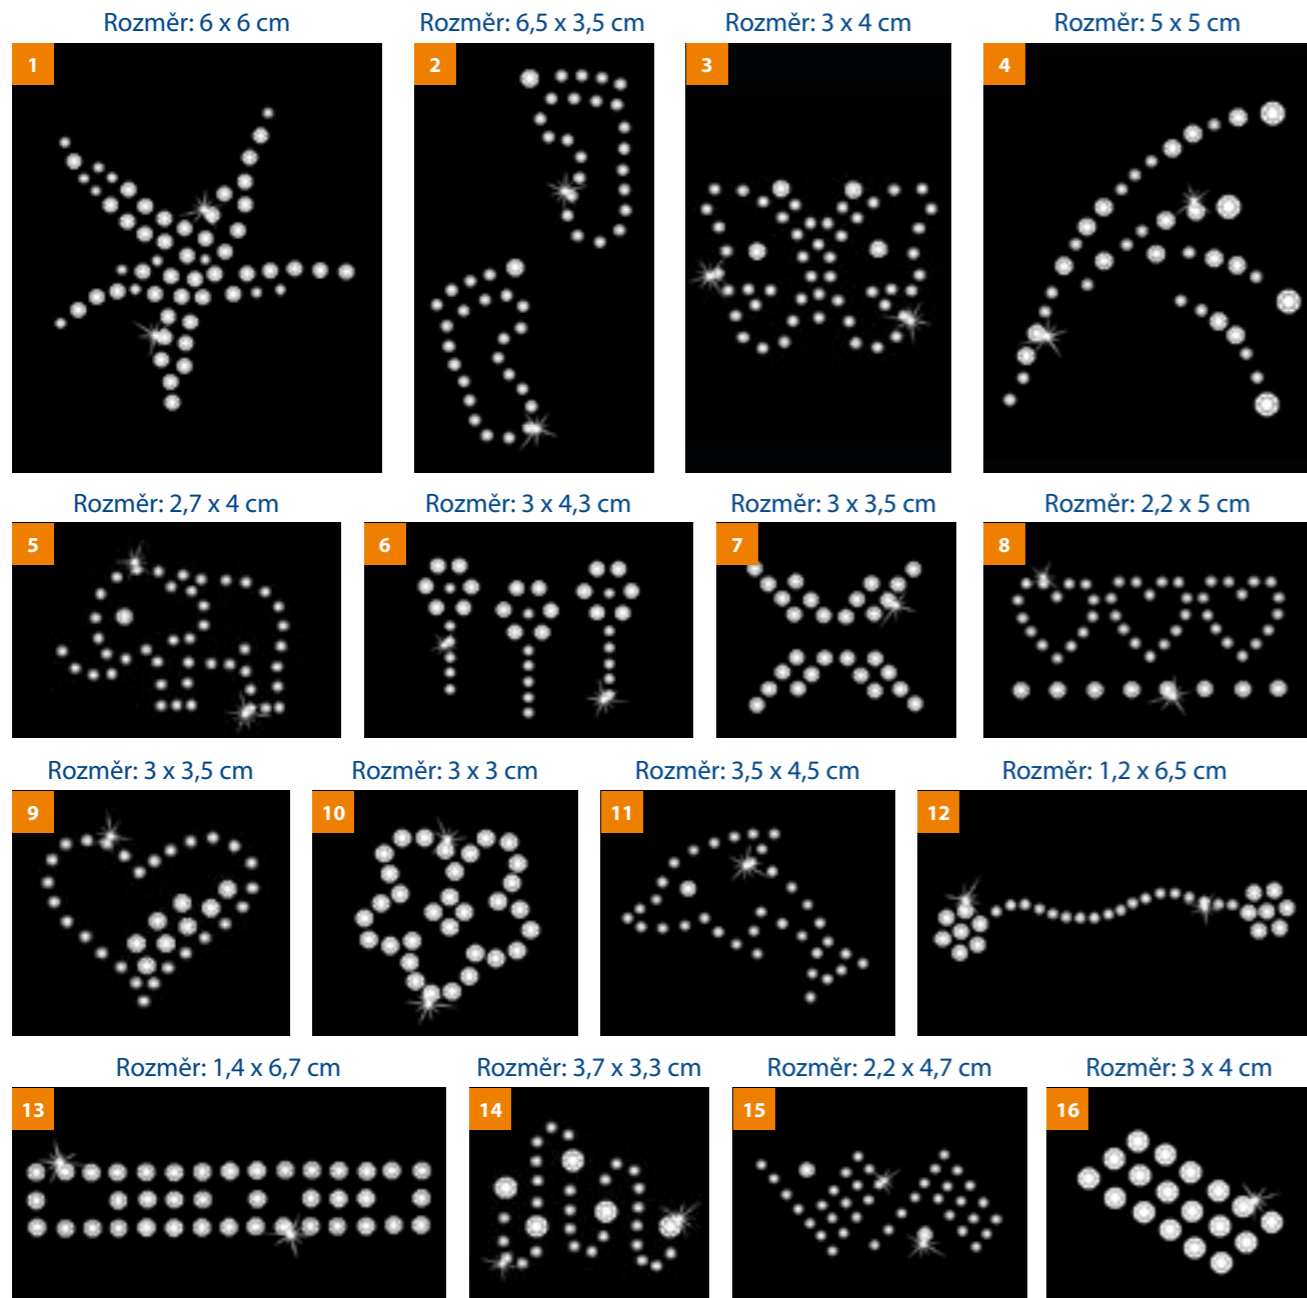 Rozměr: 6 x 6 cm
Rozměr: 6,5 x 3,5 cm
Rozměr: 3 x 4 cm
Rozměr: 5 x 5 cm
1
2
3
4
Rozměr: 2,7 x 4 cm
Rozměr: 3 x 4,3 cm
Rozměr: 3 x 3,5 cm
Rozměr: 2,2 x 5 cm
5
6
7
8
Rozměr: 3 x 3,5 cm
Rozměr: 3 x 3 cm
Rozměr: 3,5 x 4,5 cm
Rozměr: 1,2 x 6,5 cm
9
10
11
12
Rozměr: 1,4 x 6,7 cm
Rozměr: 3,7 x 3,3 cm
Rozměr: 2,2 x 4,7 cm
Rozměr: 3 x 4 cm
13
14
15
16